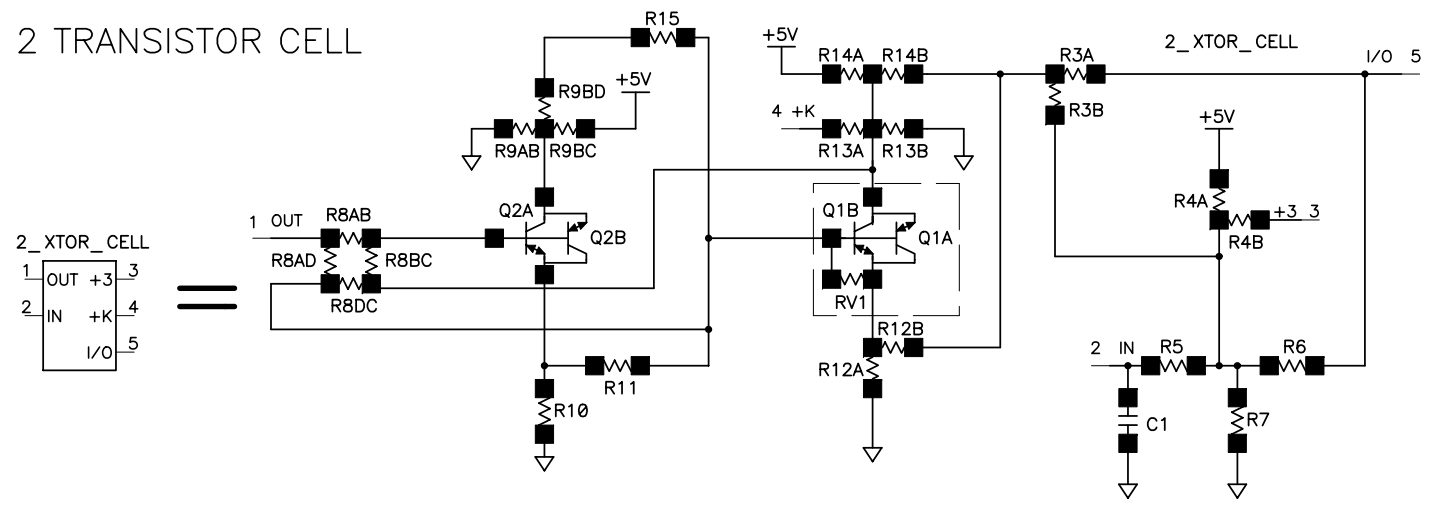 2 TRANSISTOR CELL
R15
+5V
2_XTOR_CELL
R14A
R14B
R3A
I/O 5
+5V
R9BD
R3B
4 +K
+5V
R9AB
R9BC
R13A
R13B
R4A
+3 3
R4B
1 OUT
R8AB
Q2A
Q2B
Q1B
Q1A
2_XTOR_CELL
R8AD
R8BC
1 OUT +3 3
R8DC
RV1
2 IN +K 4
R12B
I/O 5
R12A
2 IN
R5
R6
R11
R10
C1
R7